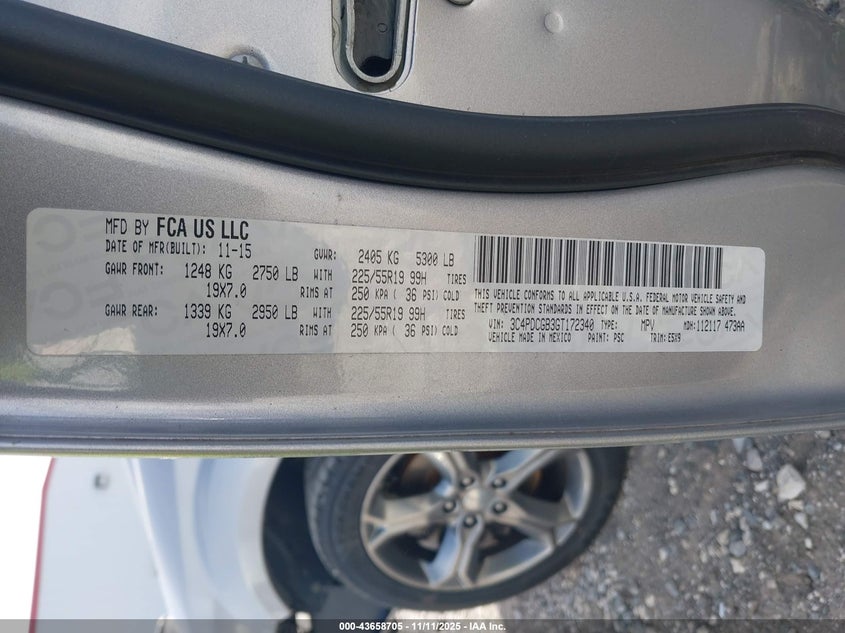 MFD BY FCA US LLC
DATE OF MFR(BUILT): 11-15 GVWR: 2405 KG 5300 LB
GAWR FRONT: 1248 KG 2750 LB WITH 225/55R19 99H TIRES
19X7.0 RIMS AT 250 KPA ( 36 PSI) COLD
GAWR REAR: 1339 KG 2950 LB WITH 225/55R19 99H TIRES
19X7.0 RIMS AT 250 KPA ( 36 PSI) COLD
THIS VEHICLE CONFORMS TO ALL APPLICABLE U.S.A. FEDERAL MOTOR VEHICLE SAFETY AND
THEFT PREVENTION STANDARDS IN EFFECT ON THE DATE OF MANUFACTURE SHOWN ABOVE.
VIN: 3C4PDCGB3GT172340 TYPE: MPV MDH: 112117 473AA
VEHICLE MADE IN MEXICO PAINT: PSC TRIM: E5X9
000-43658705 - 11/11/2025 - IAA Inc.